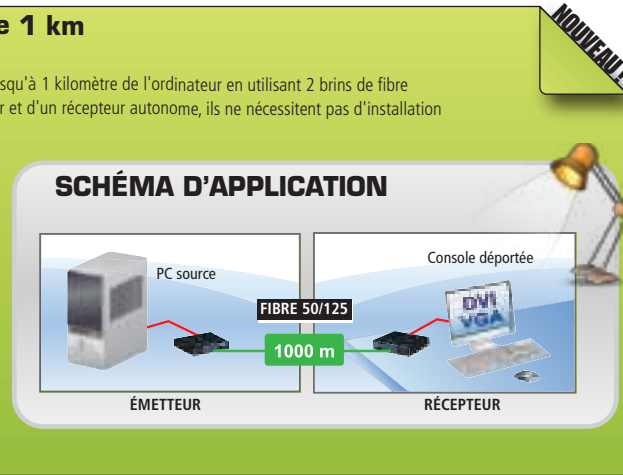 e 1 km
NOUVEAU !
squ'à 1 kilomètre de l'ordinateur en utilisant 2 brins de fibre
r et d'un récepteur autonome, ils ne nécessitent pas d'installation
SCHÉMA D'APPLICATION
PC source
Console déportée
FIBRE 50/125
DVI
VGA
1000 m
ÉMETTEUR
RÉCEPTEUR